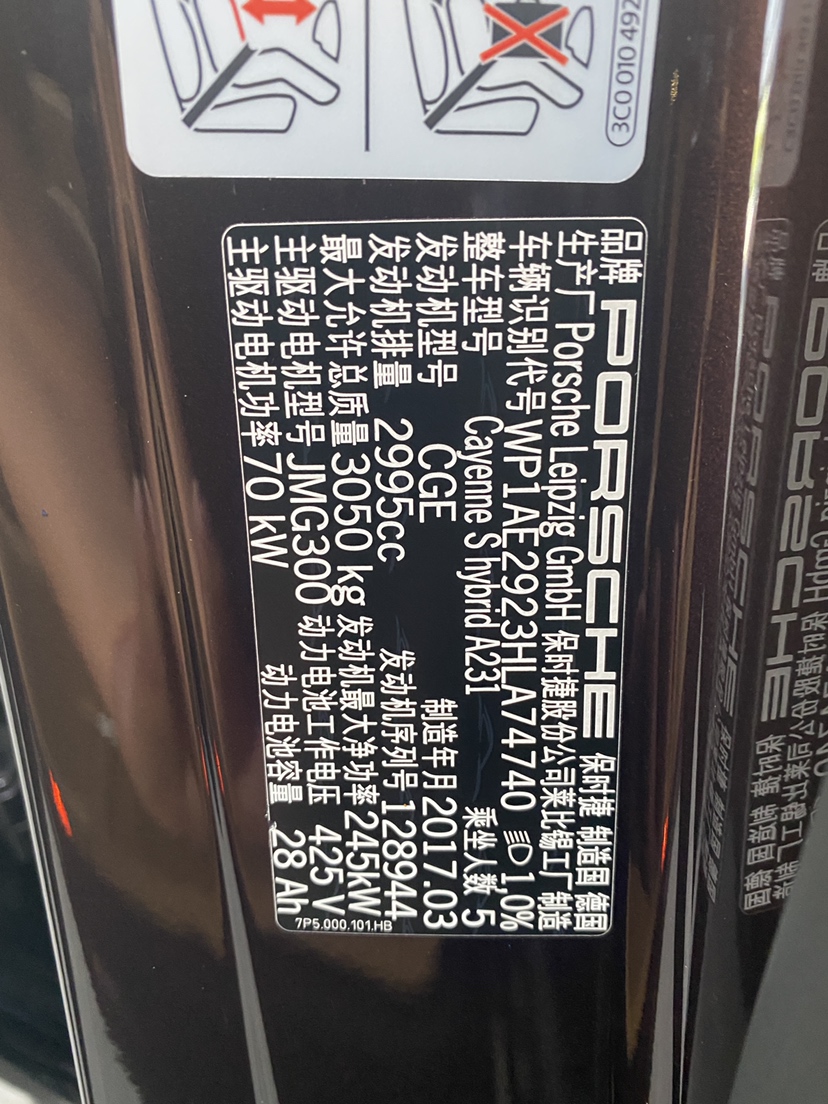 3C0 010 492
品牌 PORSCHE 保时捷 制造国 德国
生产厂 Porsche Leipzig GmbH 保时捷股份公司莱比锡工厂 制造
车辆识别代号 WP1AE2923HLA74740 1,0%
整车型号 Cayenne S hybrid A231 乘坐人数 5
发动机型号 CGE 制造年月 2017.03
发动机排量 2995cc 发动机序列号 128944
最大允许总质量 3050 kg 发动机最大净功率 245kW
主驱动电机型号 JMG300 动力电池工作电压 425 V
主驱动电机功率 70 kW 动力电池容量 28 Ah
7P5.000.101.HB